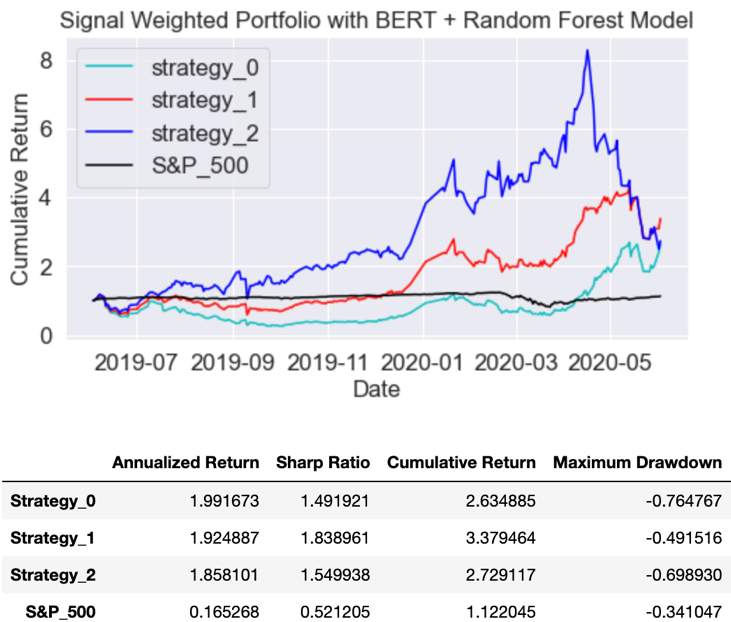 Signal Weighted Portfolio with BERT + Random Forest Model
Cumulative Return
8
6
4
2
0
strategy_0
strategy_1
strategy_2
S&P_500
2019-07 2019-09 2019-11 2020-01 2020-03 2020-05
Date
Annualized Return Sharp Ratio Cumulative Return Maximum Drawdown
Strategy_0 1.991673 1.491921 2.634885 -0.764767
Strategy_1 1.924887 1.838961 3.379464 -0.491516
Strategy_2 1.858101 1.549938 2.729117 -0.698930
S&P_500 0.165268 0.521205 1.122045 -0.341047